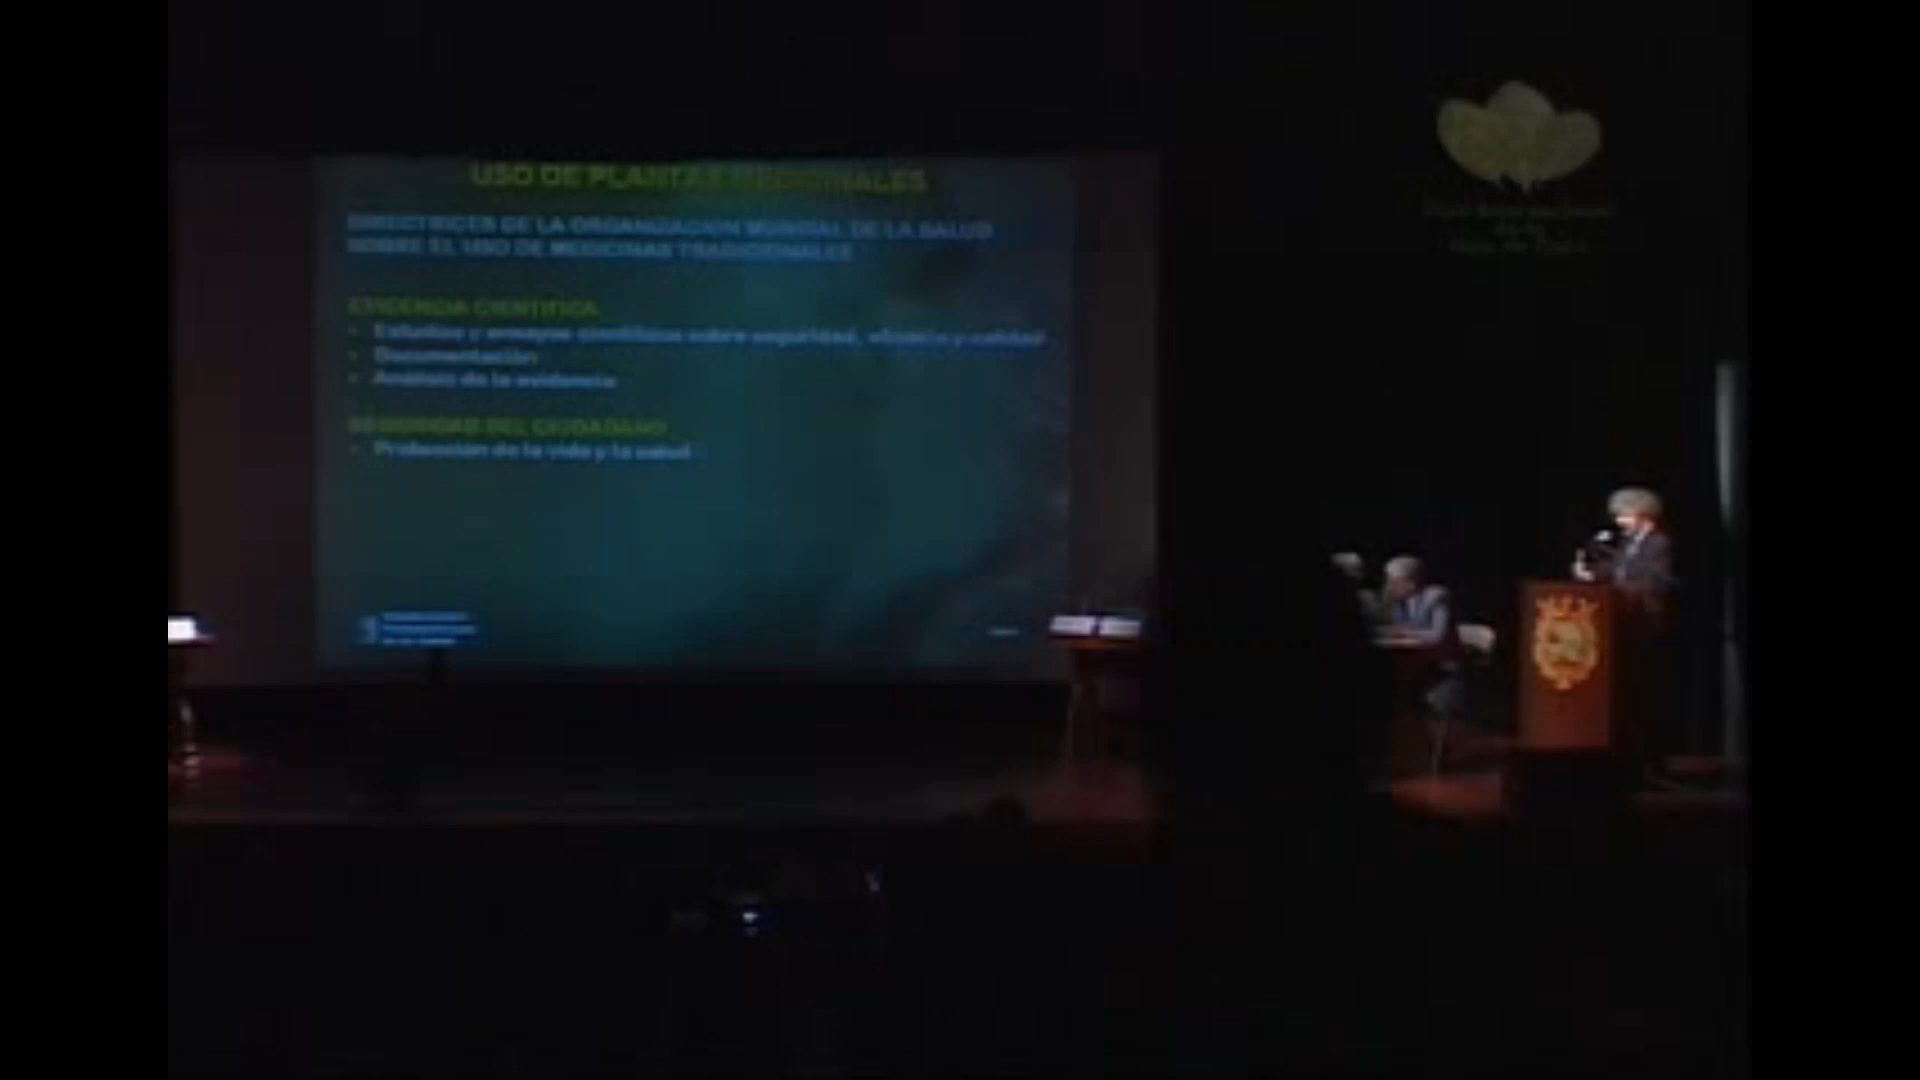 USO DE PLANTAS MEDICINALES
DIRECTRICES DE LA ORGANIZACION MUNDIAL DE LA SALUD
SOBRE EL USO DE MEDICINAS TRADICIONALES
EVIDENCIA CIENTIFICA
• Estudios y ensayos científicos sobre seguridad, eficacia y calidad
• Documentación
• Análisis de la evidencia
SEGURIDAD DEL CIUDADANO
• Protección de la vida y la salud